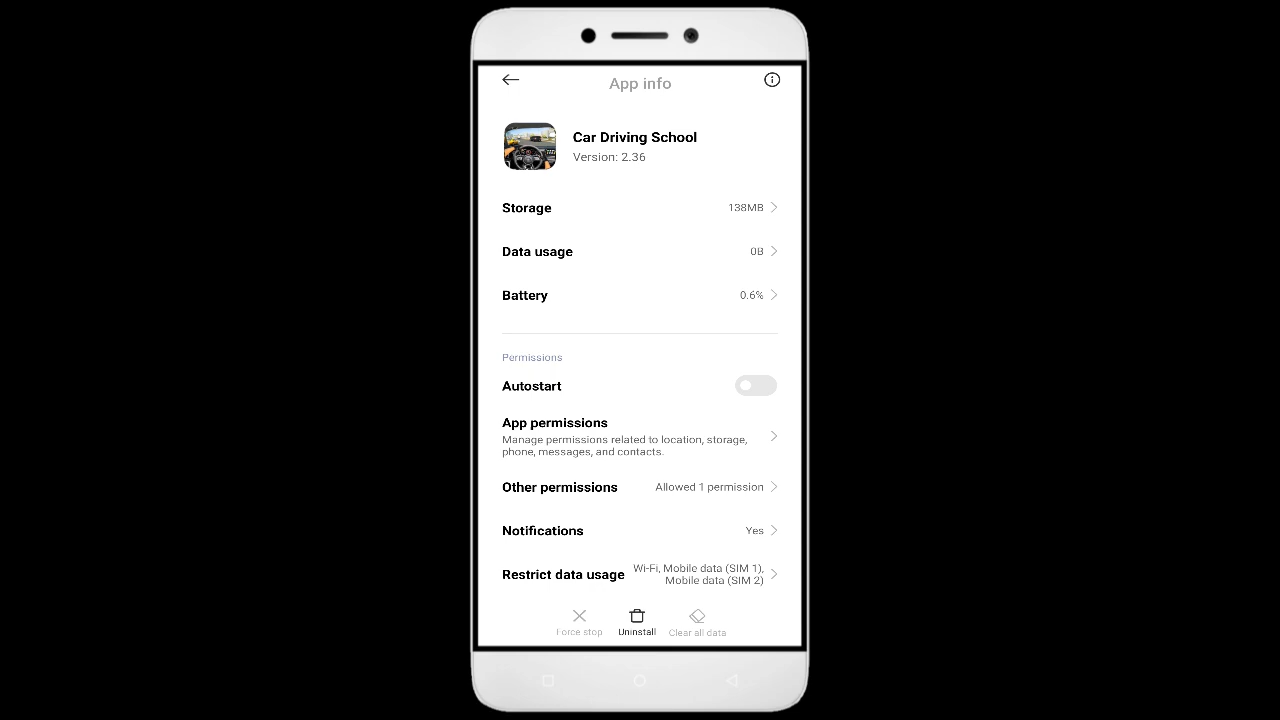 App info
Car Driving School
Version: 2.36
Storage 138MB
Data usage 0B
Battery 0.6%
Permissions
Autostart
App permissions
Manage permissions related to location, storage,
phone, messages, and contacts.
Other permissions Allowed 1 permission
Notifications Yes
Restrict data usage Wi-Fi, Mobile data (SIM 1),
Mobile data (SIM 2)
Force stop Uninstall Clear all data